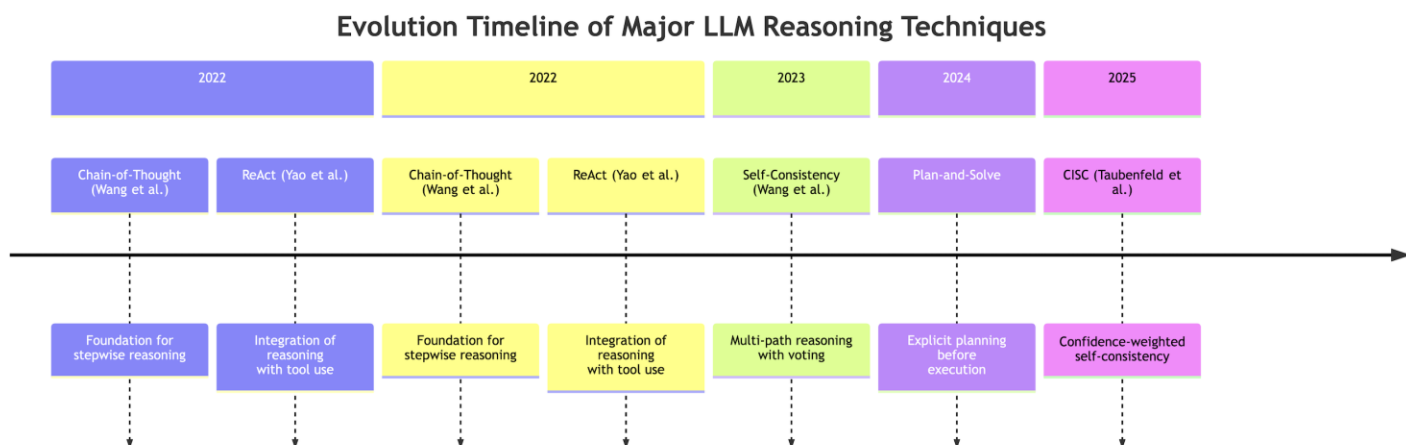 Evolution Timeline of Major LLM Reasoning Techniques
2022
2022
2023
2024
2025
Chain-of-Thought
(Wang et al.)
ReAct (Yao et al.)
Chain-of-Thought
(Wang et al.)
ReAct (Yao et al.)
Self-Consistency
(Wang et al.)
Plan-and-Solve
CISC (Taubenfeld et
al.)
Foundation for
stepwise reasoning
Integration of
reasoning
with tool use
Foundation for
stepwise reasoning
Integration of
reasoning
with tool use
Multi-path reasoning
with voting
Explicit planning
before
execution
Confidence-weighted
self-consistency